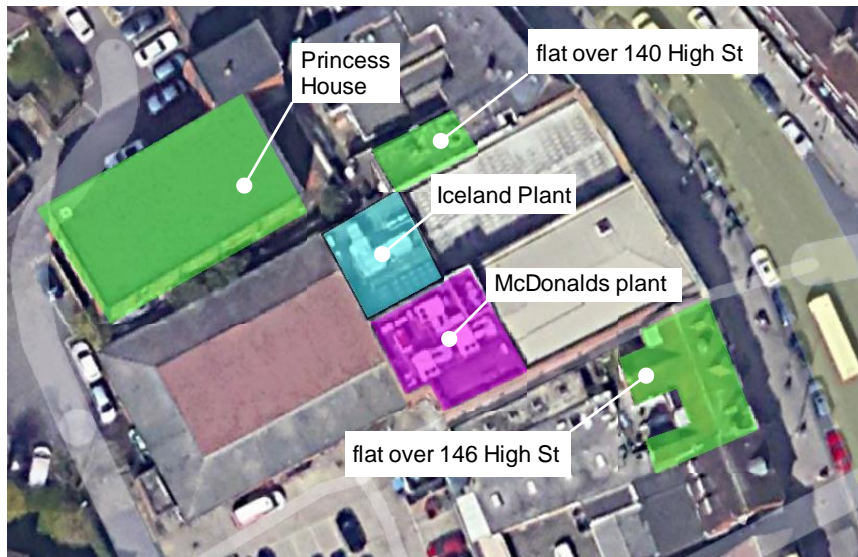 Princess
House
flat over 140 High St
Iceland Plant
McDonalds plant
flat over 146 High St